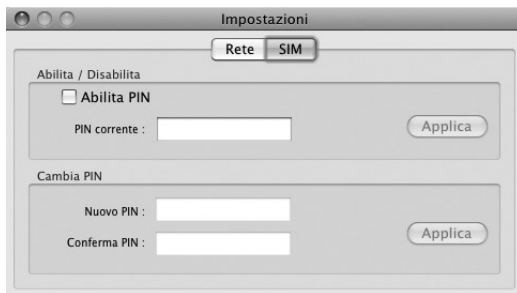 Impostazioni
Rete SIM
Abilita / Disabilita
Abilita PIN
PIN corrente :
Applica
Cambia PIN
Nuovo PIN :
Conferma PIN :
Applica